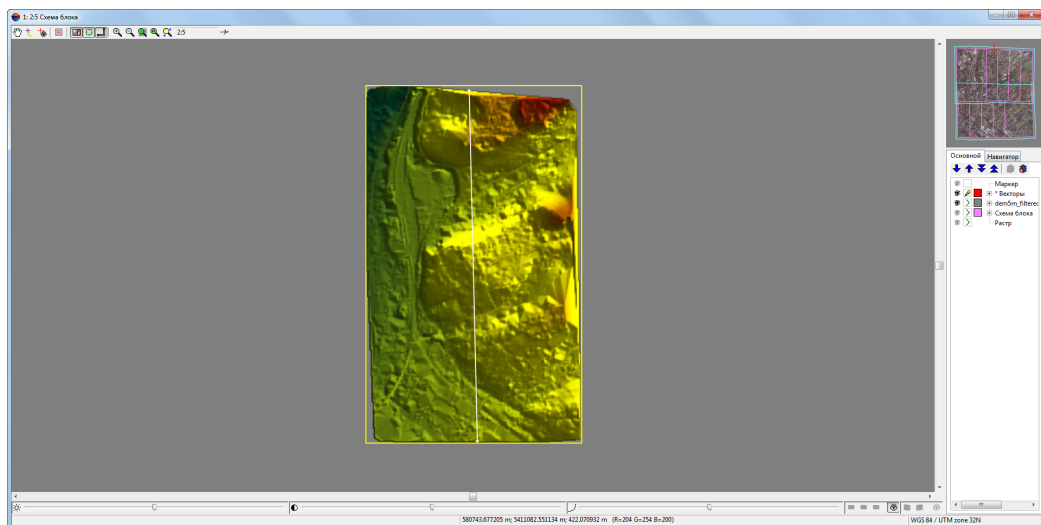 1: 2:5 Схема блока
2:5
Основной
Навигатор
Маркер
* Векторы
dem5m_filterec
Схема блока
Растр
580743.677205 m; 5411082.551134 m; 422.070932 m (R=204 G=254 B=200)
WGS 84 / UTM zone 32N